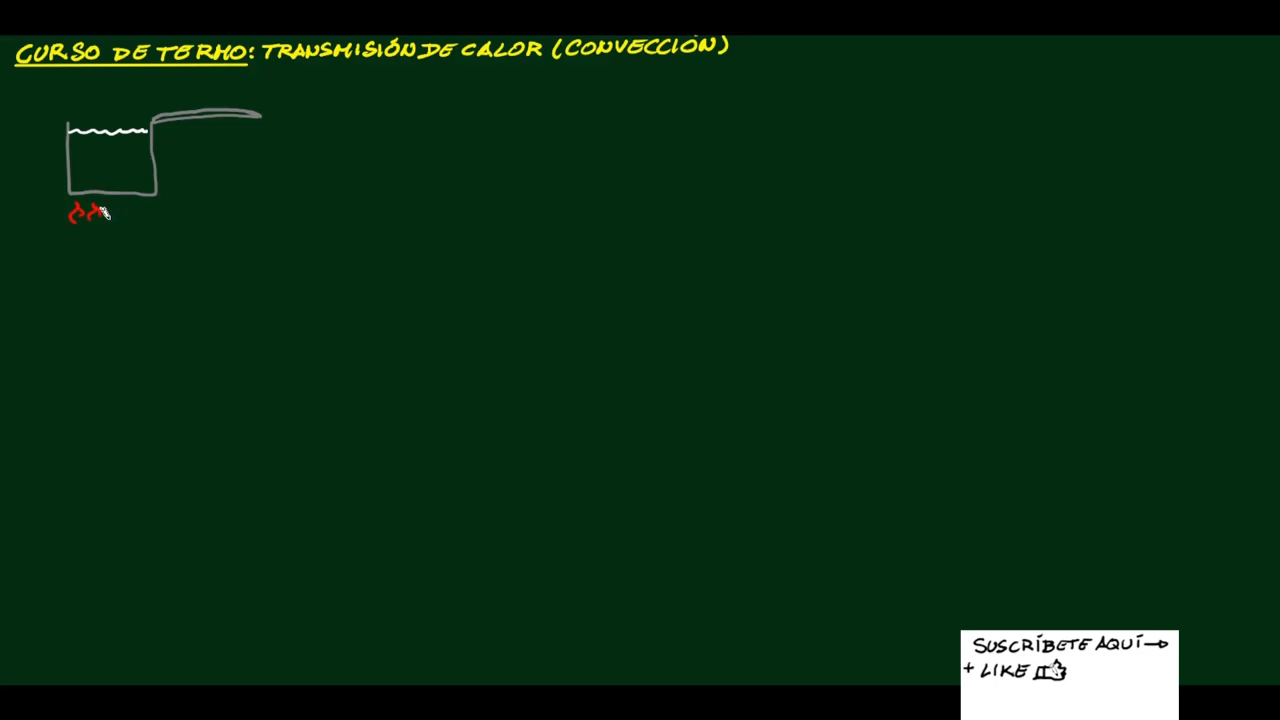 CURSO DE TERMO: TRANSMISIÓN DE CALOR (CONVECCIÓN)
SUSCRÍBETE AQUÍ→
+ LIKE